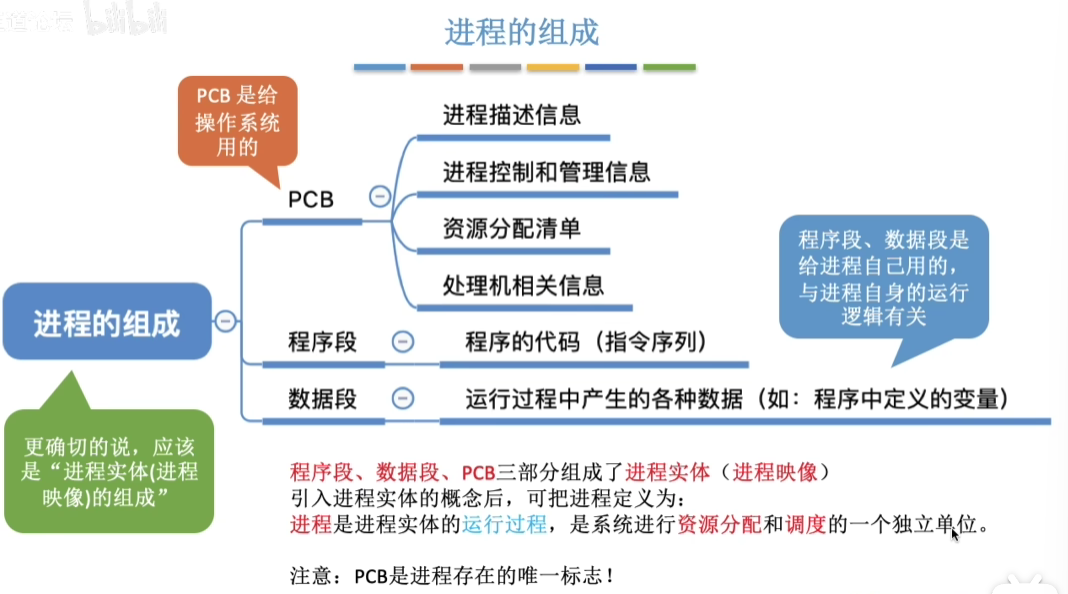 bilibili
进程的组成
PCB 是给
操作系统
用的
进程描述信息
进程控制和管理信息
PCB
资源分配清单
处理机相关信息
程序段、数据段是
给进程自己用的，
与进程自身的运行
逻辑有关
进程的组成
程序段
程序的代码（指令序列）
数据段
运行过程中产生的各种数据（如：程序中定义的变量）
更确切的说，应该
是“进程实体(进程
映像)的组成”
程序段、数据段、PCB三部分组成了进程实体（进程映像）
引入进程实体的概念后，可把进程定义为：
进程是进程实体的运行过程，是系统进行资源分配和调度的一个独立单位。
注意：PCB是进程存在的唯一标志！